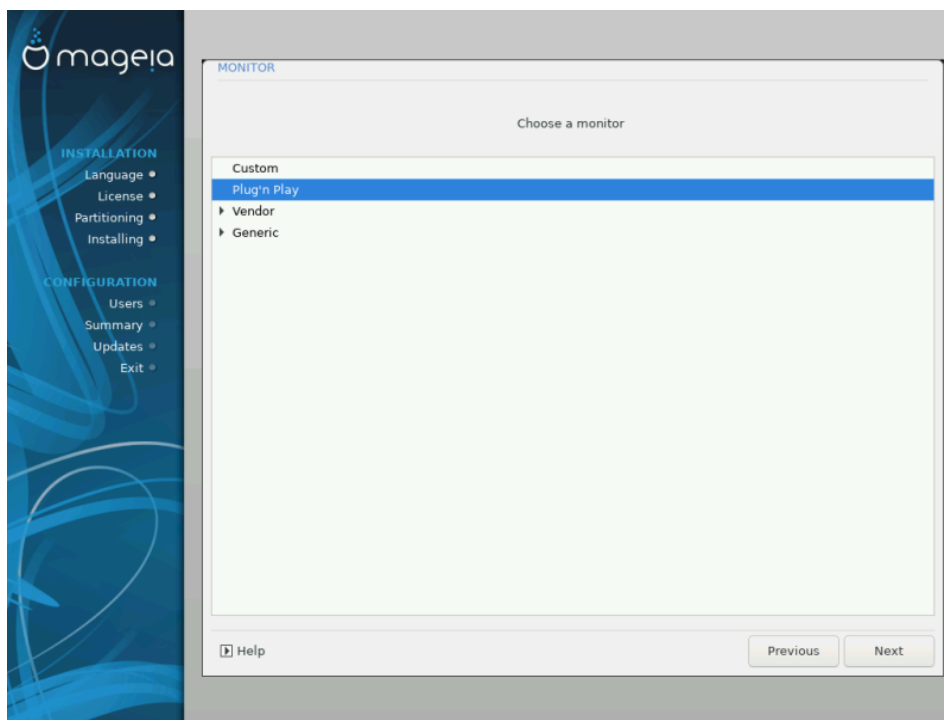 mageia
INSTALLATION
Language
License
Partitioning
Installing
CONFIGURATION
Users
Summary
Updates
Exit
MONITOR
Choose a monitor
Custom
Plug'n Play
Vendor
Generic
Help
Previous
Next